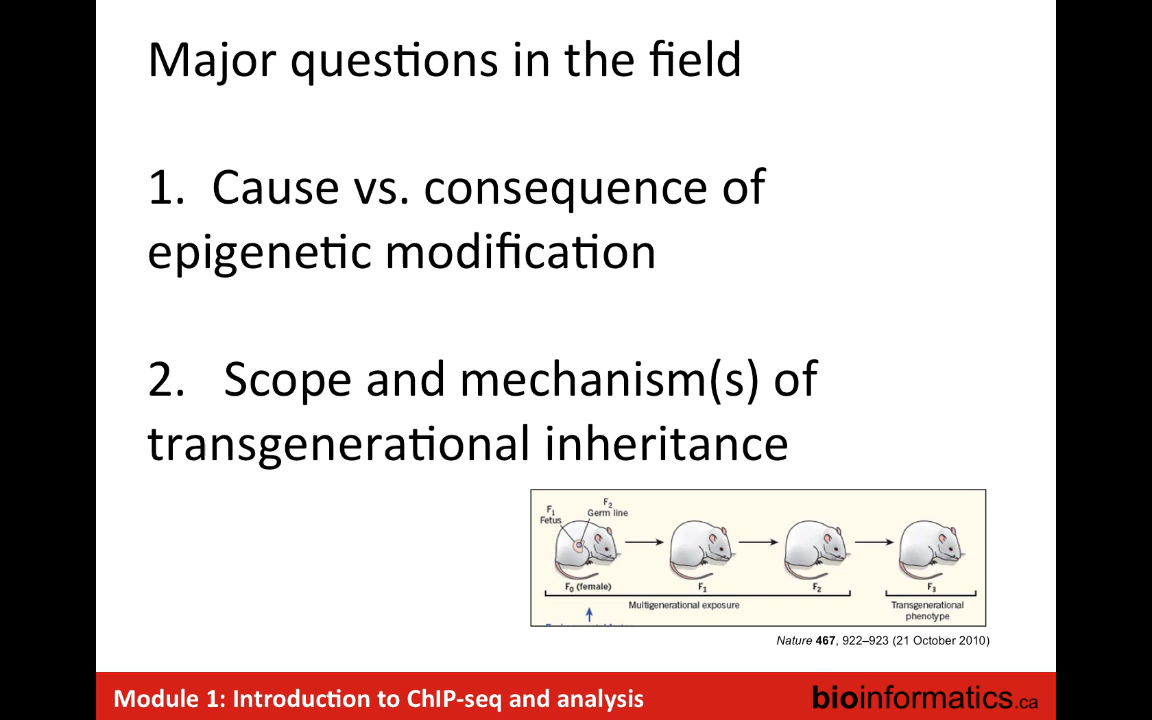 Major questions in the field
1. Cause vs. consequence of
epigenetic modification
2. Scope and mechanism(s) of
transgenerational inheritance
F1
Fetus
F2
Germ line
F0 (female)
F1
F2
F3
Multigenerational exposure
Transgenerational
phenotype
Nature 467, 922–923 (21 October 2010)
Module 1: Introduction to ChIP-seq and analysis
bioinformatics.ca